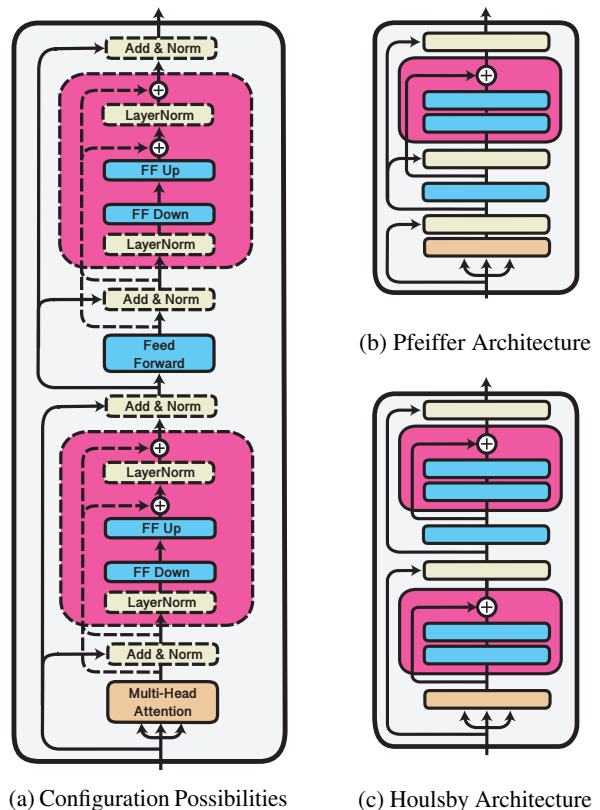 Add & Norm
LayerNorm
FF Up
FF Down
LayerNorm
Add & Norm
Feed
Forward
Add & Norm
LayerNorm
FF Up
FF Down
LayerNorm
Add & Norm
Multi-Head
Attention
(a) Configuration Possibilities
(b) Pfeiffer Architecture
(c) Houlsby Architecture